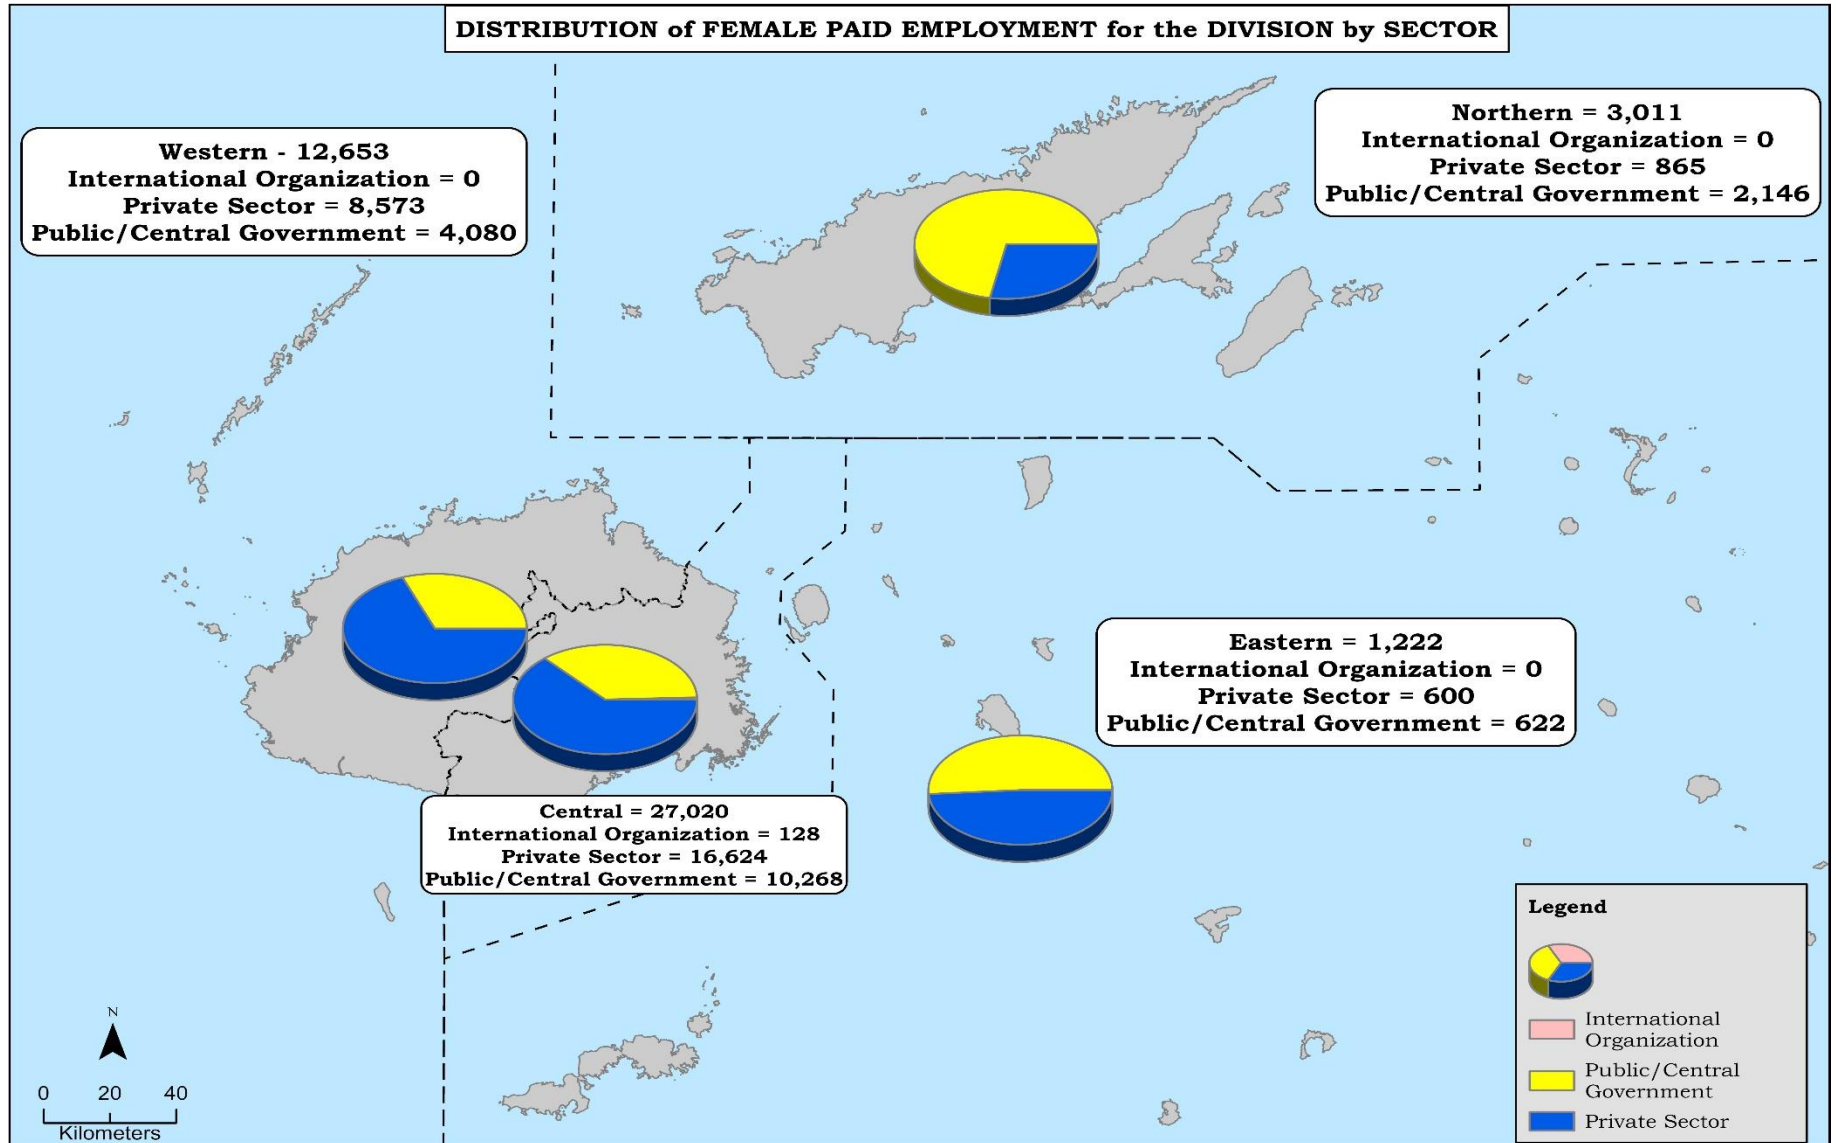 DISTRIBUTION of FEMALE PAID EMPLOYMENT for the DIVISION by SECTOR
Western - 12,653
International Organization = 0
Private Sector = 8,573
Public/Central Government = 4,080
Northern = 3,011
International Organization = 0
Private Sector = 865
Public/Central Government = 2,146
Eastern = 1,222
International Organization = 0
Private Sector = 600
Public/Central Government = 622
Central = 27,020
International Organization = 128
Private Sector = 16,624
Public/Central Government = 10,268
Legend
International
Organization
Public/Central
Government
Private Sector
N
0 20 40
Kilometers